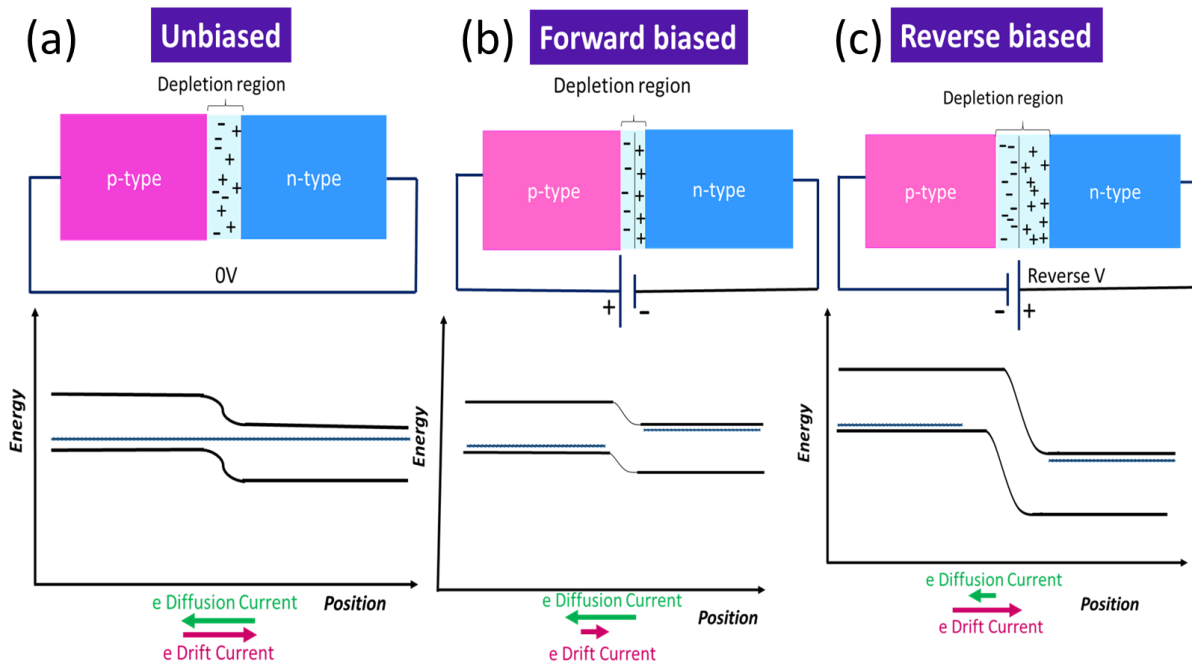 (a)
Unbiased
Depletion region
p-type
n-type
0V
Energy
Position
e Diffusion Current
e Drift Current
(b)
Forward biased
Depletion region
p-type
n-type
+
-
Energy
Position
e Diffusion Current
e Drift Current
(c)
Reverse biased
Depletion region
p-type
n-type
Reverse V
-
+
Energy
Position
e Diffusion Current
e Drift Current